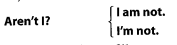 I am not.
Aren't I?
I'm not.